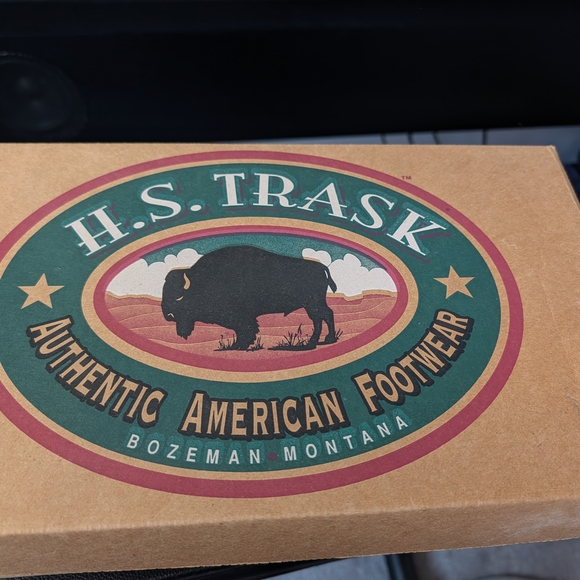 H.S. TRASK
™
AUTHENTIC AMERICAN FOOTWEAR
BOZEMAN MONTANA